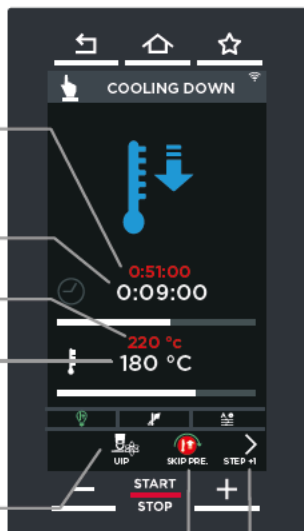 COOLING DOWN
0:51:00
0:09:00
220 °c
180 °C
UIP
SKIP PRE.
STEP +1
START
STOP